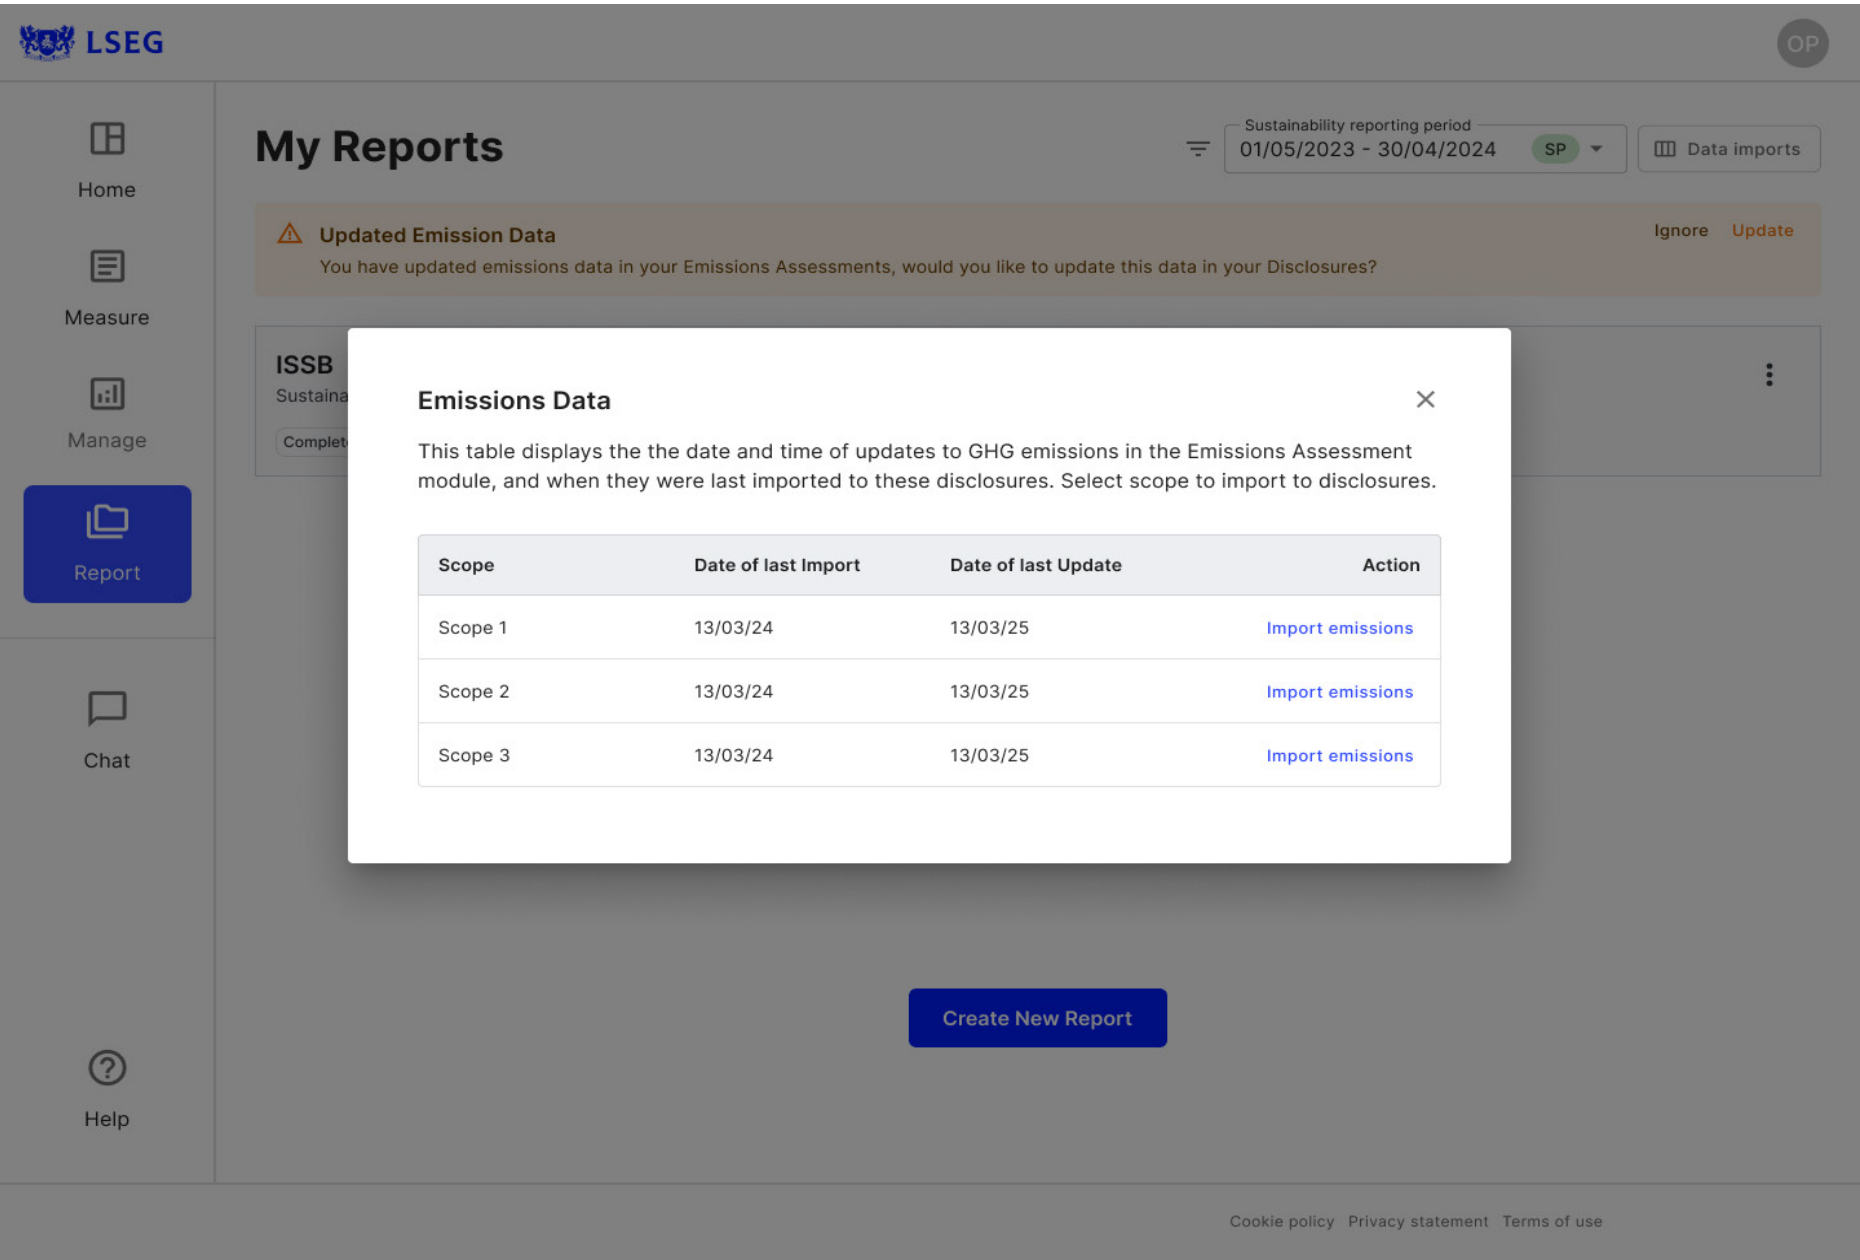 LSEG
OP
Home
Measure
Manage
Report
Chat
Help
My Reports
Sustainability reporting period
01/05/2023 - 30/04/2024 SP
Data imports
Updated Emission Data
Ignore Update
You have updated emissions data in your Emissions Assessments, would you like to update this data in your Disclosures?
ISSB
Emissions Data
This table displays the the date and time of updates to GHG emissions in the Emissions Assessment
module, and when they were last imported to these disclosures. Select scope to import to disclosures.
Scope Date of last Import Date of last Update Action
Scope 1 13/03/24 13/03/25 Import emissions
Scope 2 13/03/24 13/03/25 Import emissions
Scope 3 13/03/24 13/03/25 Import emissions
Create New Report
Cookie policy Privacy statement Terms of use